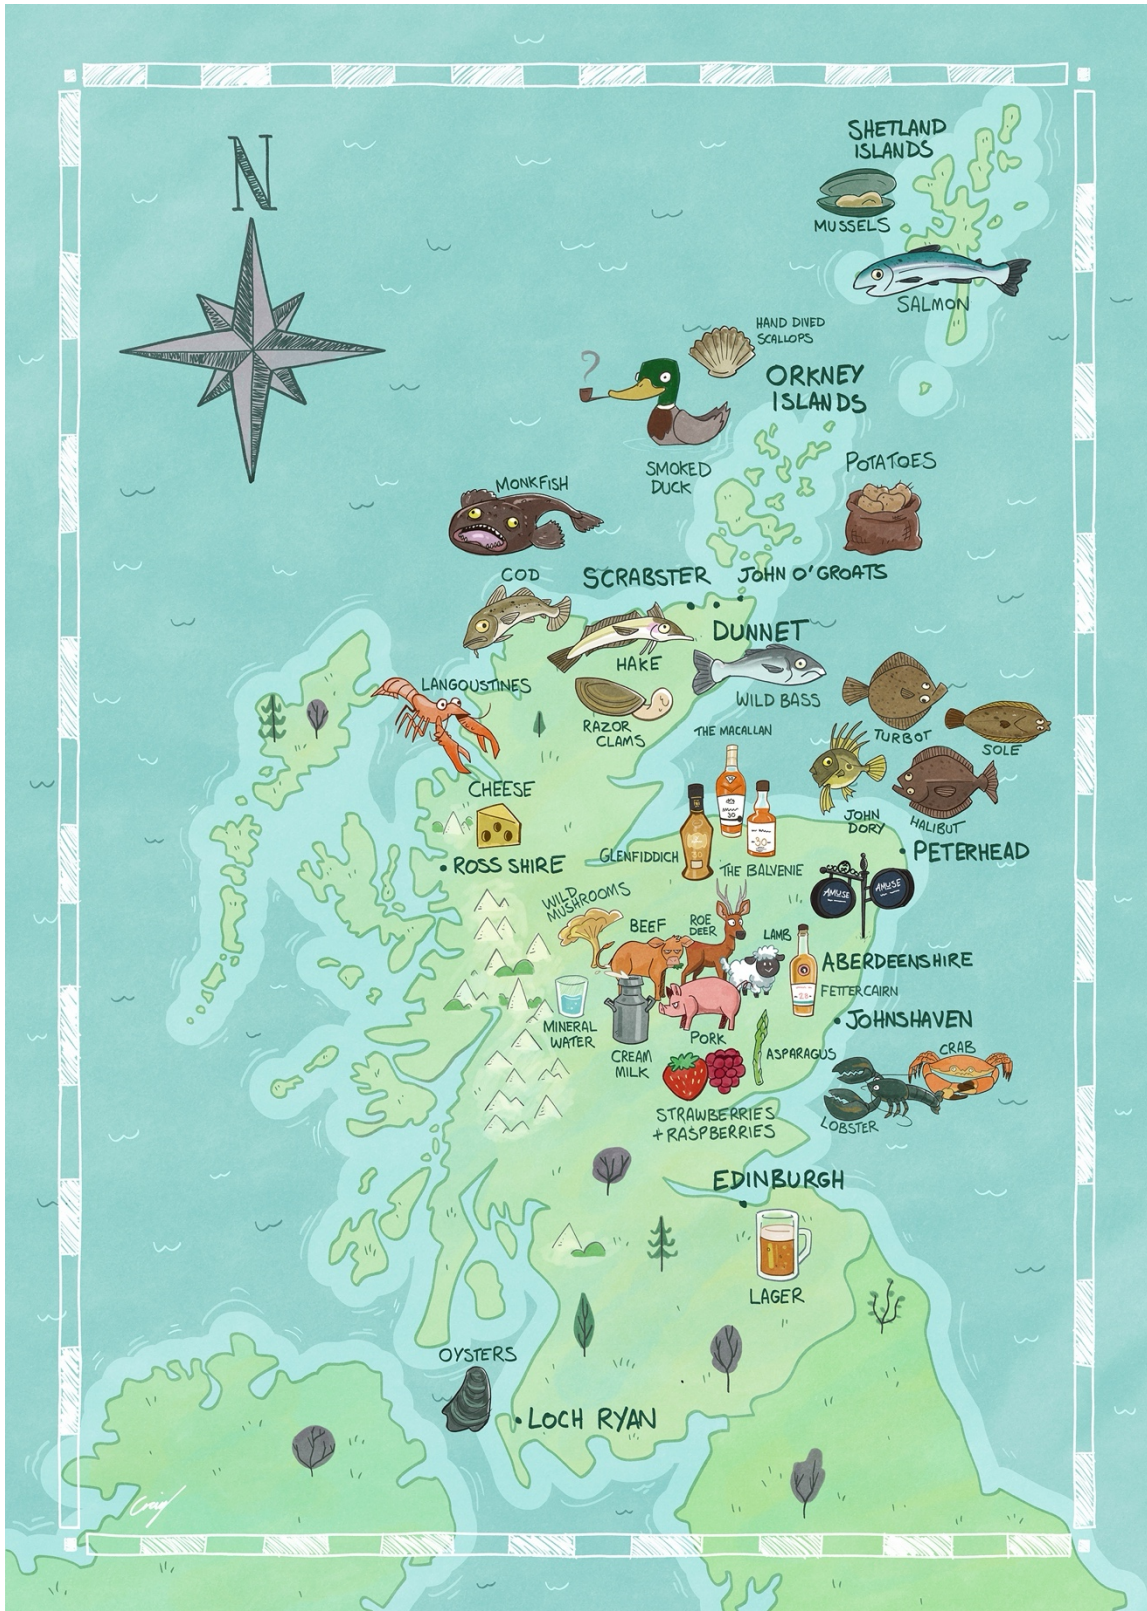 N
SHETLAND
ISLANDS
MUSSELS
SALMON
HAND DIVED
SCALLOPS
ORKNEY
ISLANDS
SMOKED
DUCK
POTATOES
MONKFISH
COD
SCRABSTER
JOHN O'GROATS
DUNNET
HAKE
WILD BASS
LANGOUSTINES
RAZOR
CLAMS
TURBOT
SOLE
THE MACALLAN
CHEESE
JOHN
DORY
HALIBUT
30
GLENFIDDICH
THE BALVENIE
PETERHEAD
ROSS SHIRE
AMUSE
AMUSE
WILD
MUSHROOMS
BEEF
ROE
DEER
LAMB
ABERDEENSHIRE
FETTERCAIRN
MINERAL
WATER
CREAM
MILK
PORK
JOHNSHAVEN
ASPARAGUS
CRAB
LOBSTER
STRAWBERRIES
+ RASPBERRIES
EDINBURGH
LAGER
OYSTERS
LOCH RYAN
Craig